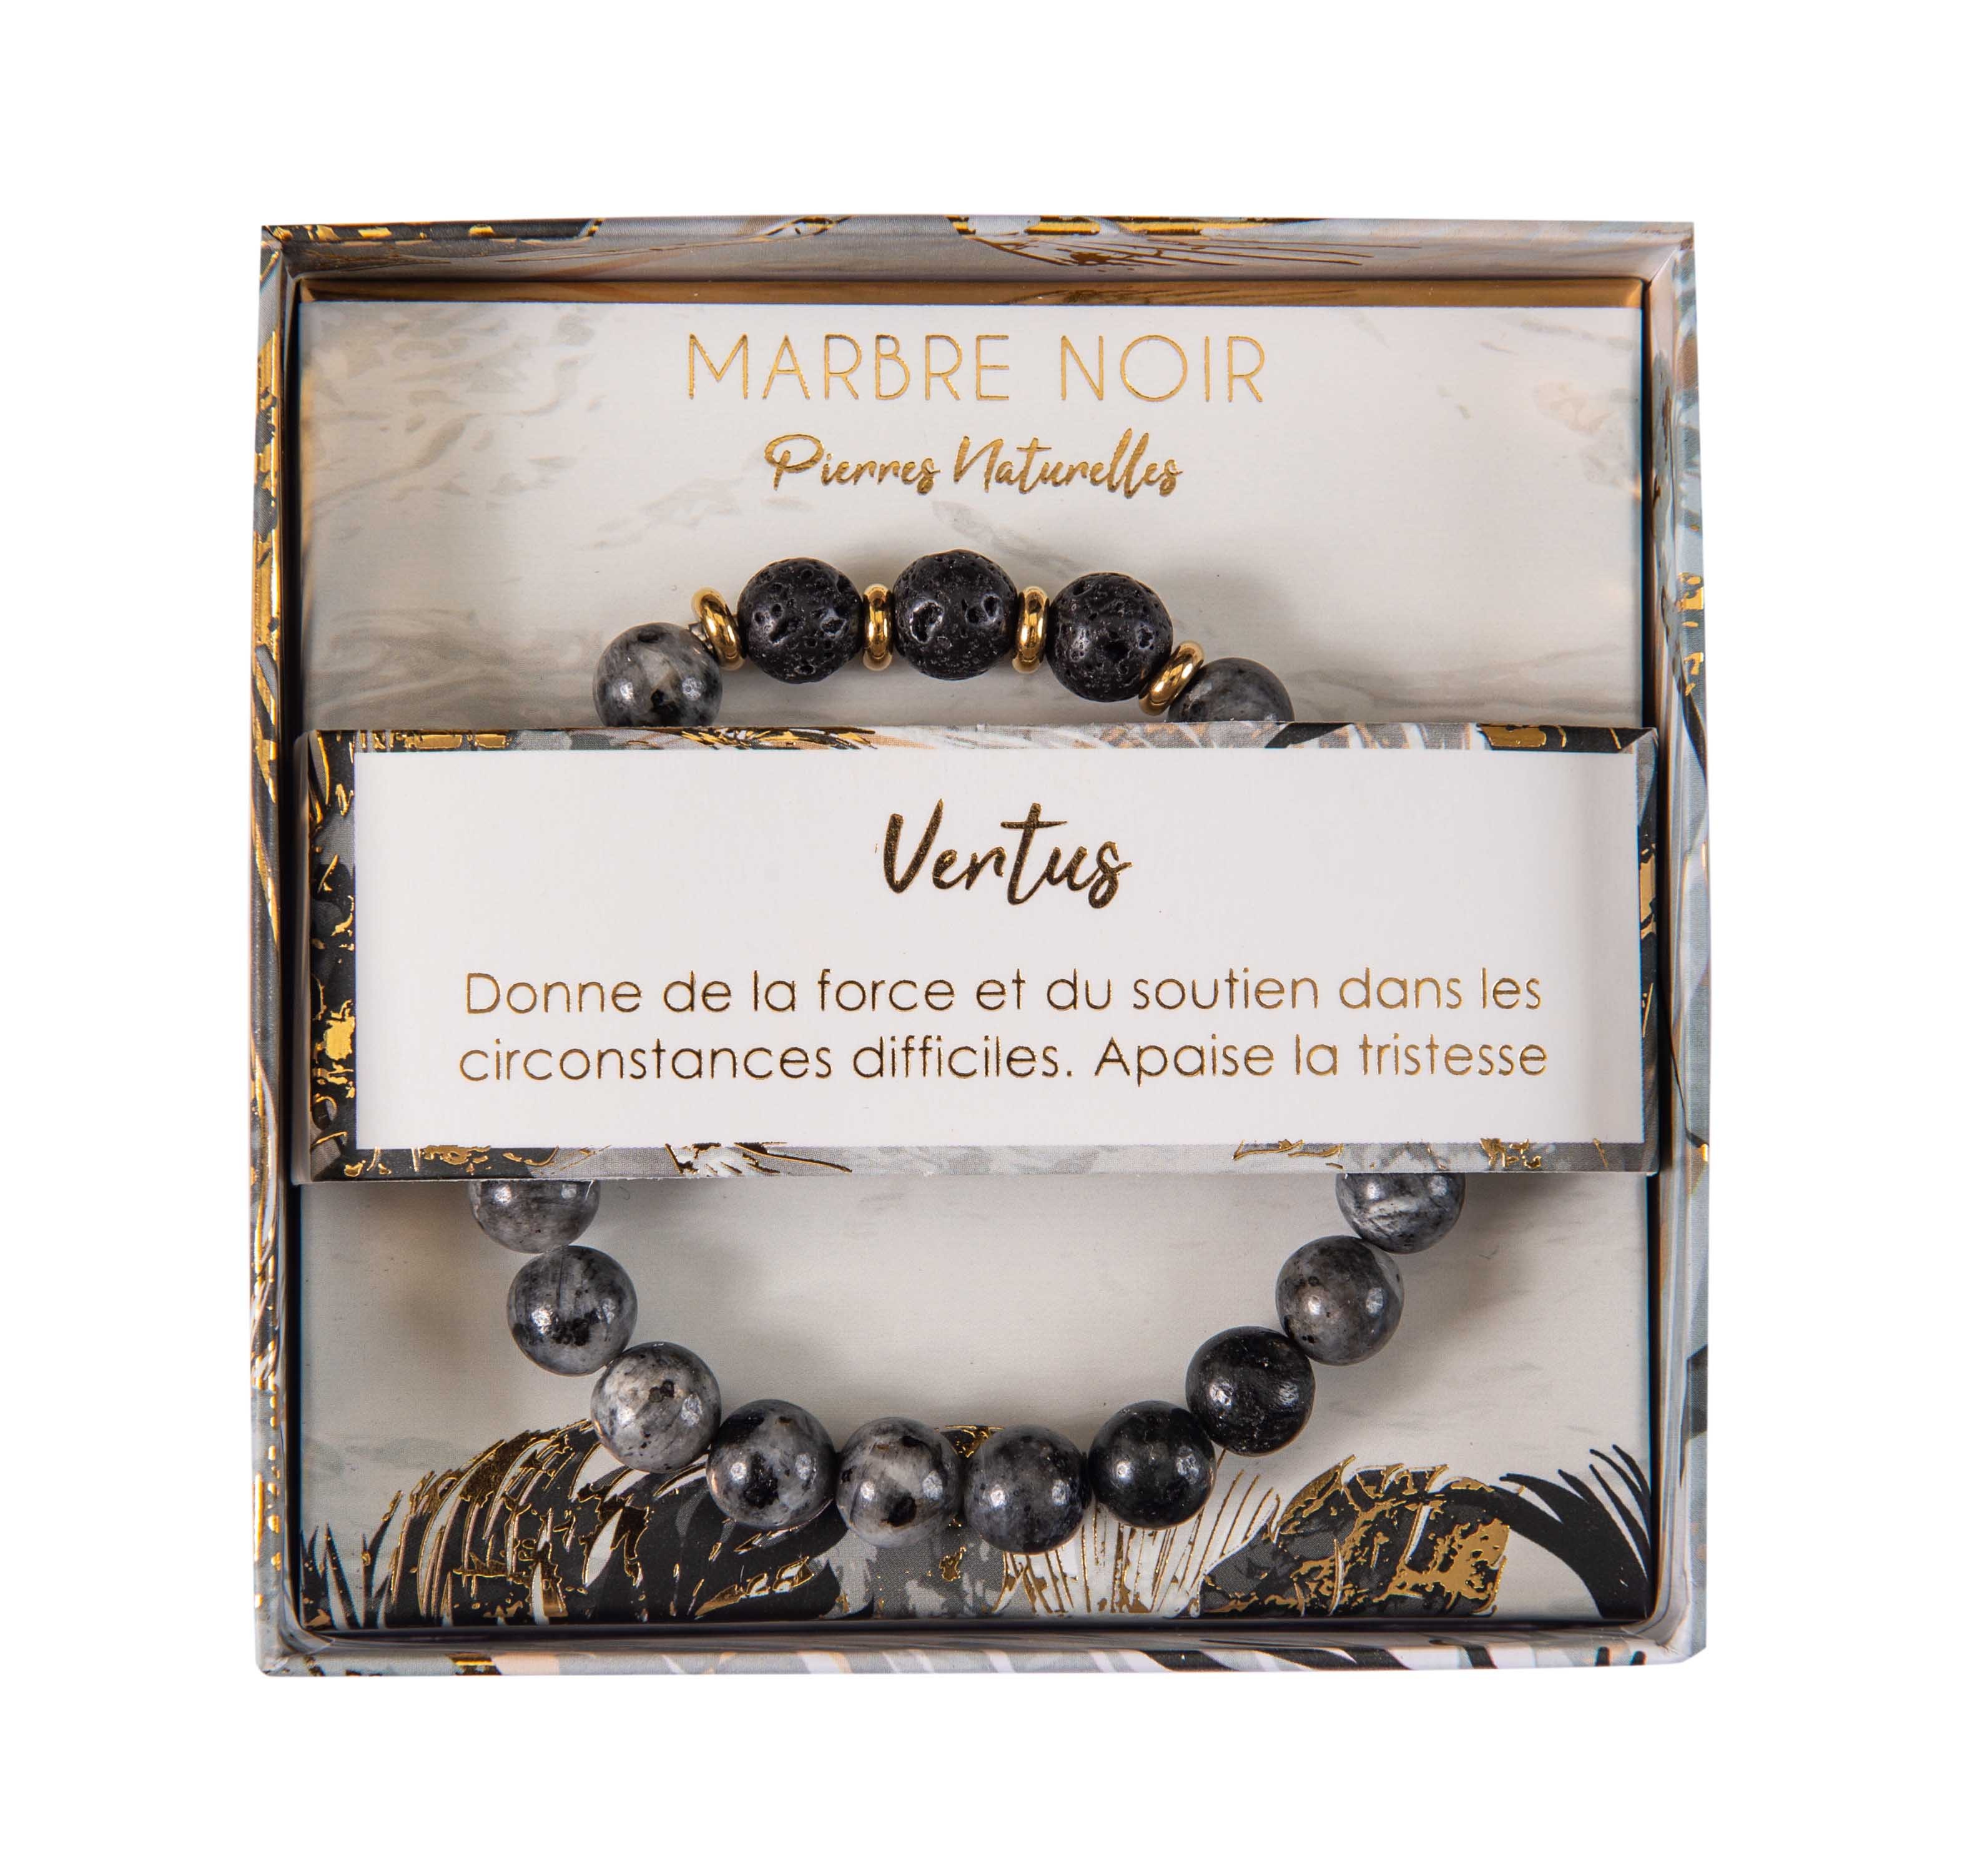 MARBRE NOIR
Pierres Naturelles
Vertus
Donne de la force et du soutien dans les
circonstances difficiles. Apaise la tristesse